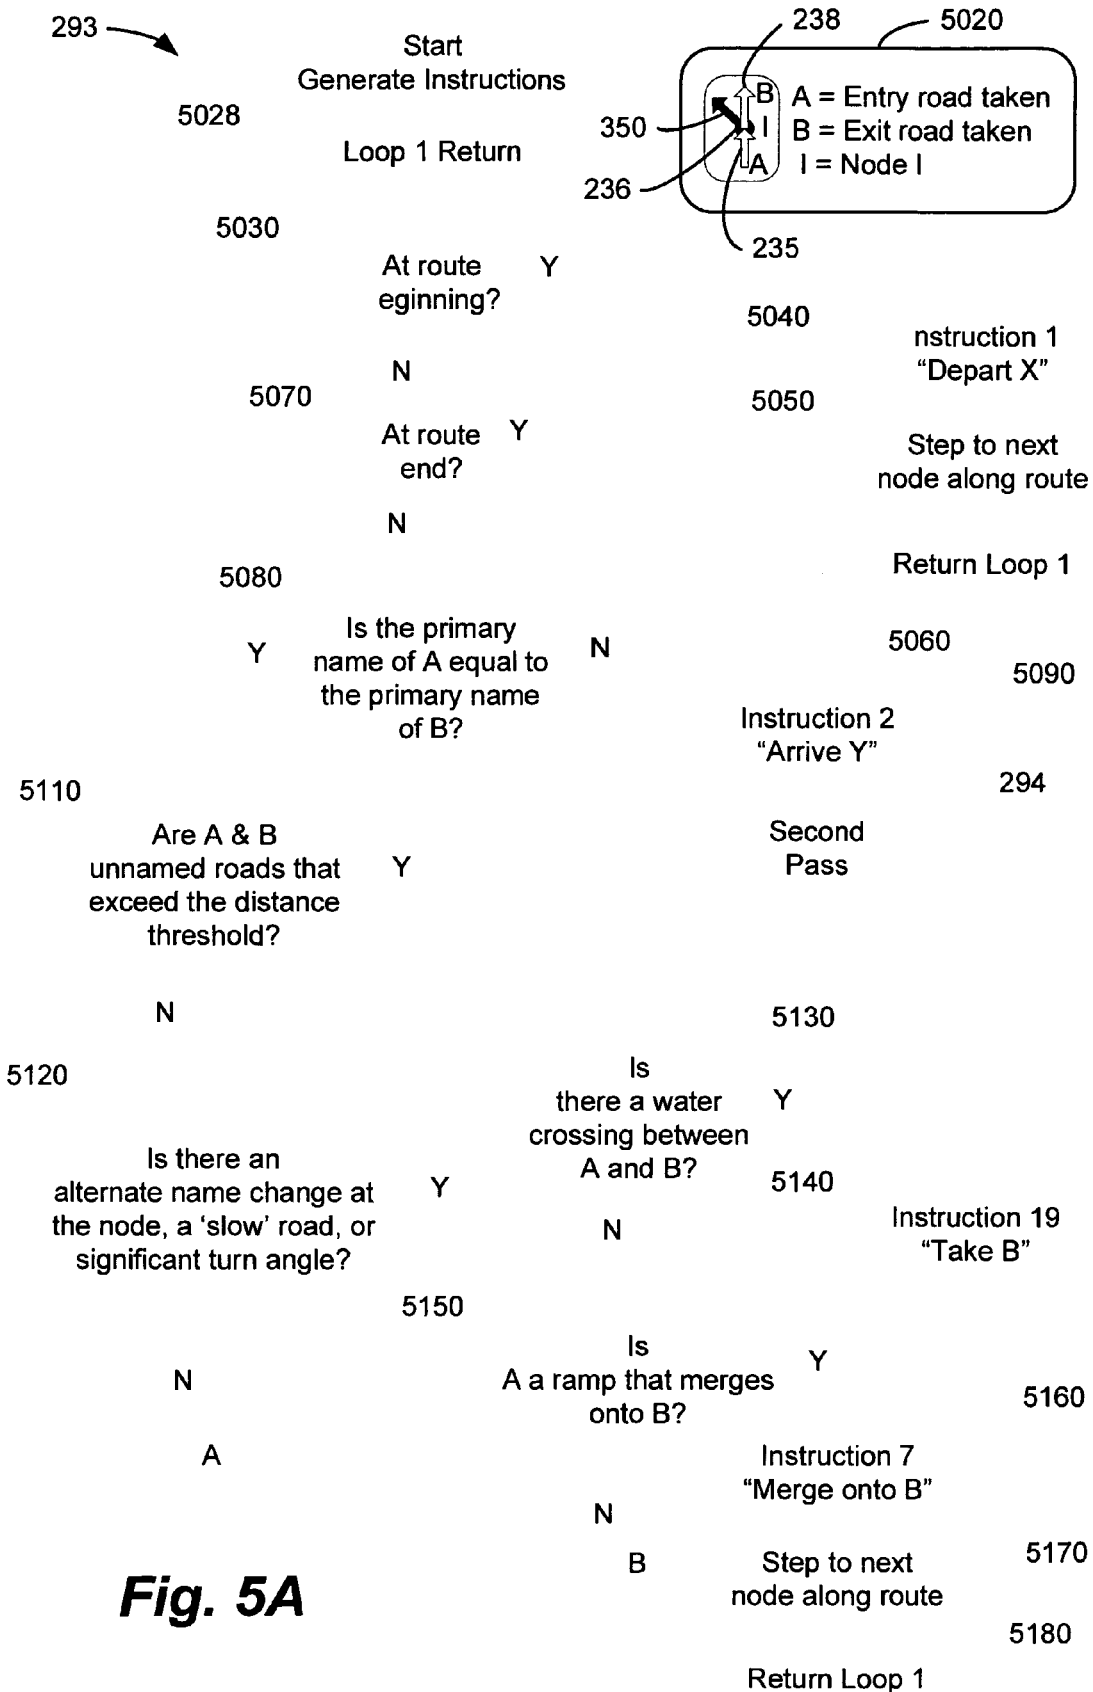 293
Start
Generate Instructions
238
5020
B
A = Entry road taken
350
I
B = Exit road taken
A
I = Node I
236
235
5028
Loop 1 Return
5030
At route
eginning?
Y
5040
nstruction 1
“Depart X”
N
5070
5050
At route
end?
Y
Step to next
node along route
N
Return Loop 1
5080
Y
Is the primary
name of A equal to
the primary name
of B?
N
5060
5090
Instruction 2
“Arrive Y”
294
5110
Are A & B
unnamed roads that
exceed the distance
threshold?
Y
Second
Pass
N
5130
5120
Is
there a water
crossing between
A and B?
Y
5140
Is there an
alternate name change at
the node, a ‘slow’ road, or
significant turn angle?
Y
N
Instruction 19
“Take B”
5150
Is
A a ramp that merges
onto B?
Y
N
5160
A
Instruction 7
“Merge onto B”
N
B
5170
Step to next
node along route
Fig. 5A
5180
Return Loop 1